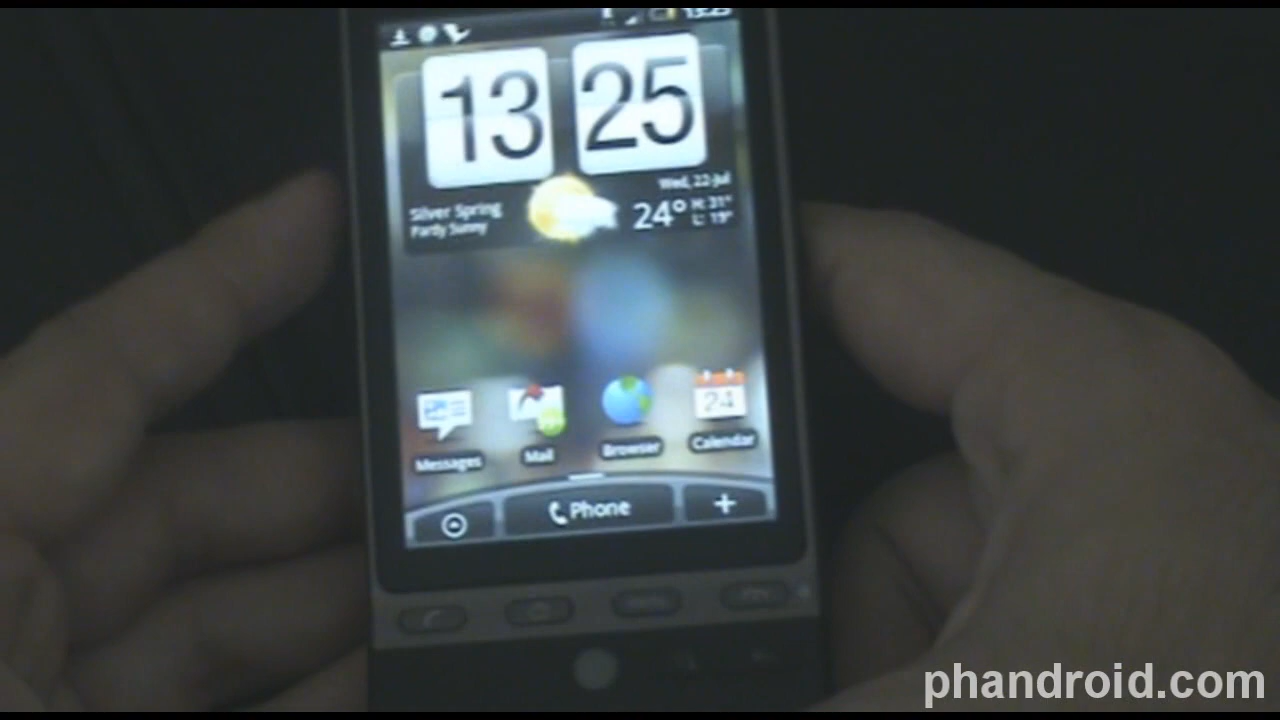 13 25
Wed, 22-Jul
Silver Spring
Partly Sunny
24° H: 31°
L: 19°
24
Messages Mail Browser Calendar
Phone +
phandroid.com